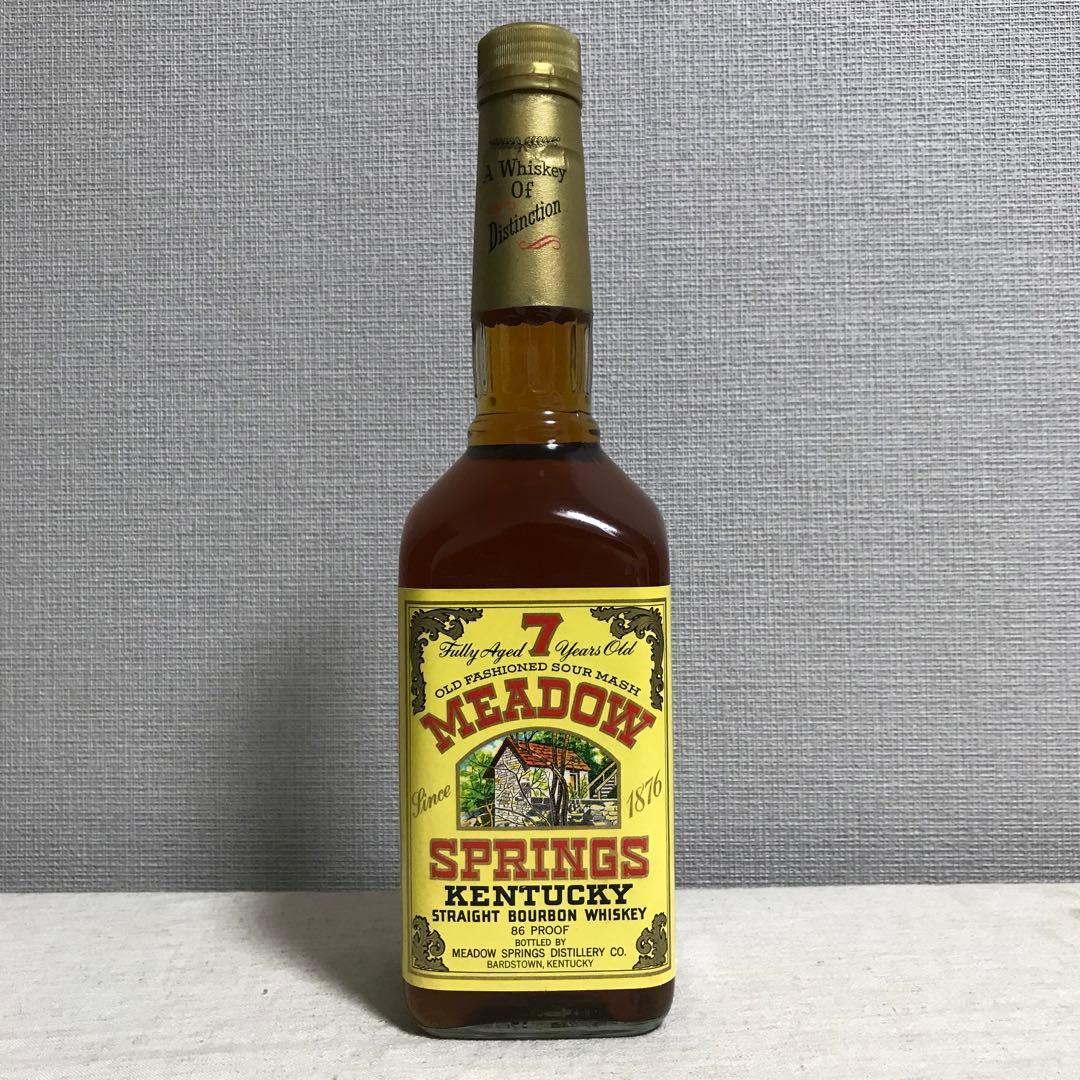 A Whiskey
Of
Distinction
7
Fully Aged Years Old
OLD FASHIONED SOUR MASH
MEADOW
Since 1876
SPRINGS
KENTUCKY
STRAIGHT BOURBON WHISKEY
86 PROOF
BOTTLED BY
MEADOW SPRINGS DISTILLERY CO.
BARDSTOWN, KENTUCKY